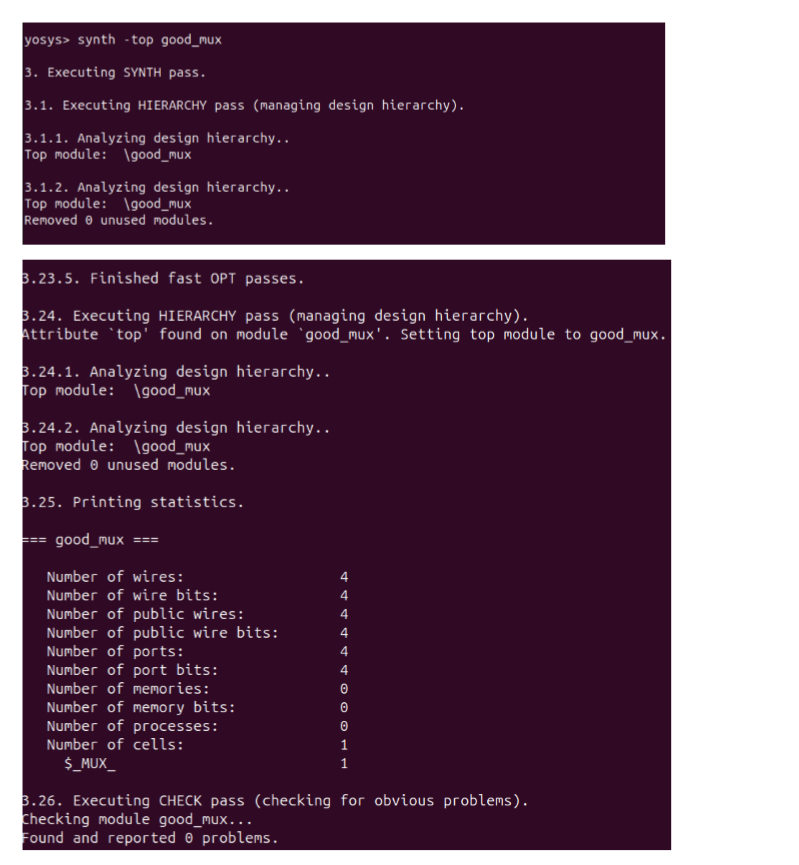 yosys> synth -top good_mux
3. Executing SYNTH pass.
3.1. Executing HIERARCHY pass (managing design hierarchy).
3.1.1. Analyzing design hierarchy..
Top module:  \good_mux
3.1.2. Analyzing design hierarchy..
Top module:  \good_mux
Removed 0 unused modules.
3.23.5. Finished fast OPT passes.
3.24. Executing HIERARCHY pass (managing design hierarchy).
Attribute `top' found on module `good_mux'. Setting top module to good_mux.
3.24.1. Analyzing design hierarchy..
Top module:  \good_mux
3.24.2. Analyzing design hierarchy..
Top module:  \good_mux
Removed 0 unused modules.
3.25. Printing statistics.
=== good_mux ===
Number of wires: 4
Number of wire bits: 4
Number of public wires: 4
Number of public wire bits: 4
Number of ports: 4
Number of port bits: 4
Number of memories: 0
Number of memory bits: 0
Number of processes: 0
Number of cells: 1
$_MUX_ 1
3.26. Executing CHECK pass (checking for obvious problems).
Checking module good_mux...
Found and reported 0 problems.